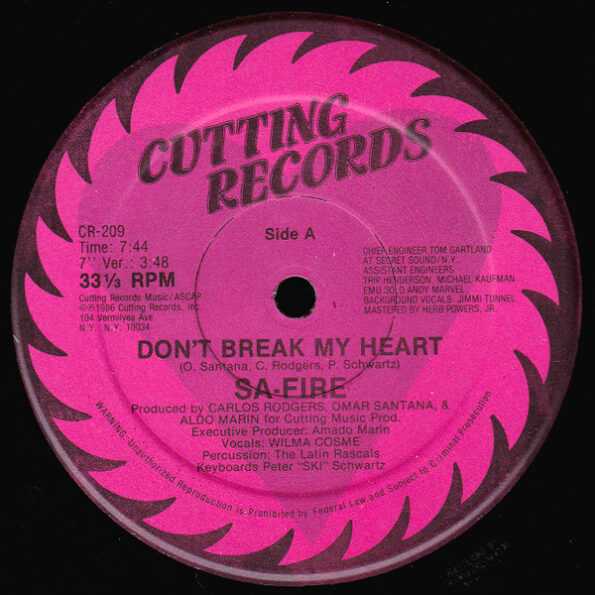 CUTTING
RECORDS
CR-209
Time: 7:44
7" Ver.: 3:48
33⅓ RPM
Cutting Records Music/ASCAP
©℗1986 Cutting Records, Inc.
104 Vermilyea Ave
N.Y., N.Y. 10034
Side A
CHIEF ENGINEER TOM GARTLAND
AT SECRET SOUND/N.Y.
ASSISTANT ENGINEERS
TRIP HENDERSON, MICHAEL KAUFMAN
EMU SOLO ANDY MARVEL
BACKGROUND VOCALS: JIMMI TUNNEL
MASTERED BY HERB POWERS, JR.
DON'T BREAK MY HEART
(O. Santana, C. Rodgers, P. Schwartz)
SA-FIRE
Produced by CARLOS RODGERS, OMAR SANTANA, &
ALDO MARIN for Cutting Music Prod.
Executive Producer: Amado Marin
Vocals: WILMA COSME
Percussion: The Latin Rascals
Keyboards Peter "SKI" Schwartz
WARNING: Unauthorized Reproduction is Prohibited by Federal Law and Subject to Criminal Prosecution